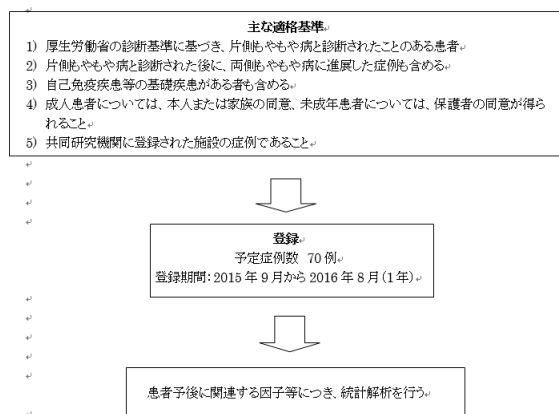 主な適格基準
1) 厚生労働省の診断基準に基づき、片側もやもや病と診断されたことのある患者
2) 片側もやもや病と診断された後に、両側もやもや病に進展した症例も含める
3) 自己免疫疾患等の基礎疾患がある者も含める
4) 成人患者については、本人または家族の同意、未成年患者については、保護者の同意が得ら
れること
5) 共同研究機関に登録された施設の症例であること
登録
予定症例数 70 例
登録期間：2015 年 9 月から 2016 年 8 月(1 年)
患者予後に関連する因子等につき、統計解析を行う